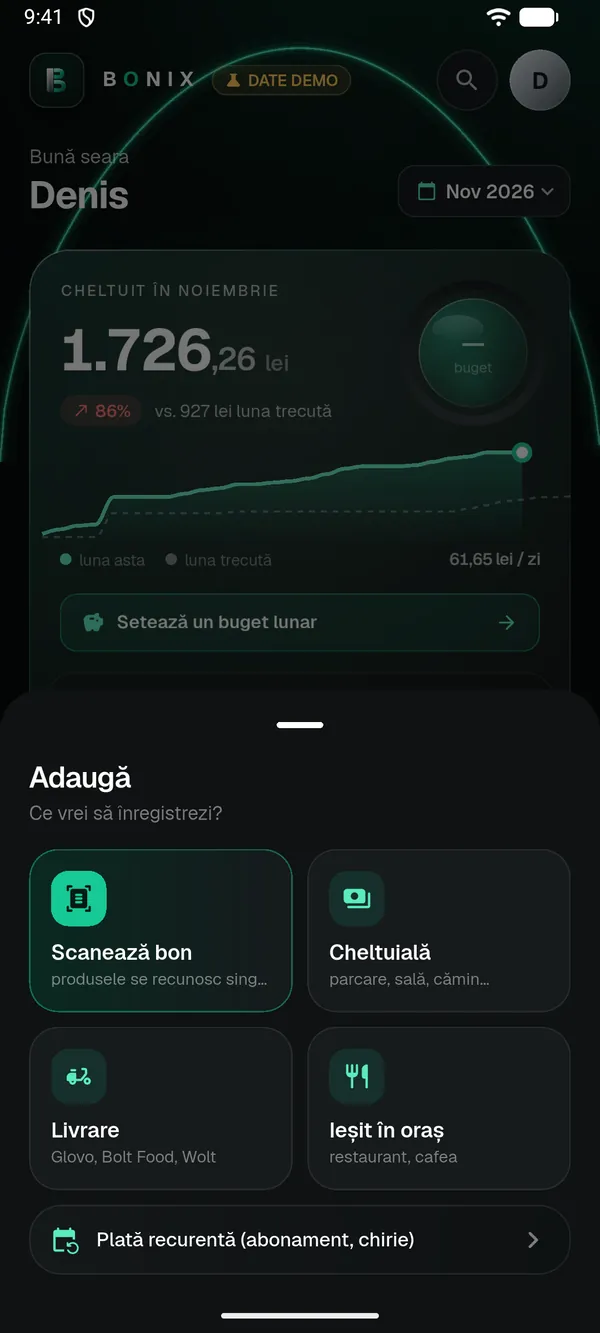 9:41
BONIX DATE DEMO D
Bună seara
Denis
Nov 2026
CHELTUIT ÎN NOIEMBRIE
1.726,26 lei
—
buget
86% vs. 927 lei luna trecută
luna asta luna trecută 61,65 lei / zi
Setează un buget lunar
Adaugă
Ce vrei să înregistrezi?
Scanează bon
produsele se recunosc sing...
Cheltuială
parcare, sală, cămin...
Livrare
Glovo, Bolt Food, Wolt
Ieșit în oraș
restaurant, cafea
Plată recurentă (abonament, chirie)